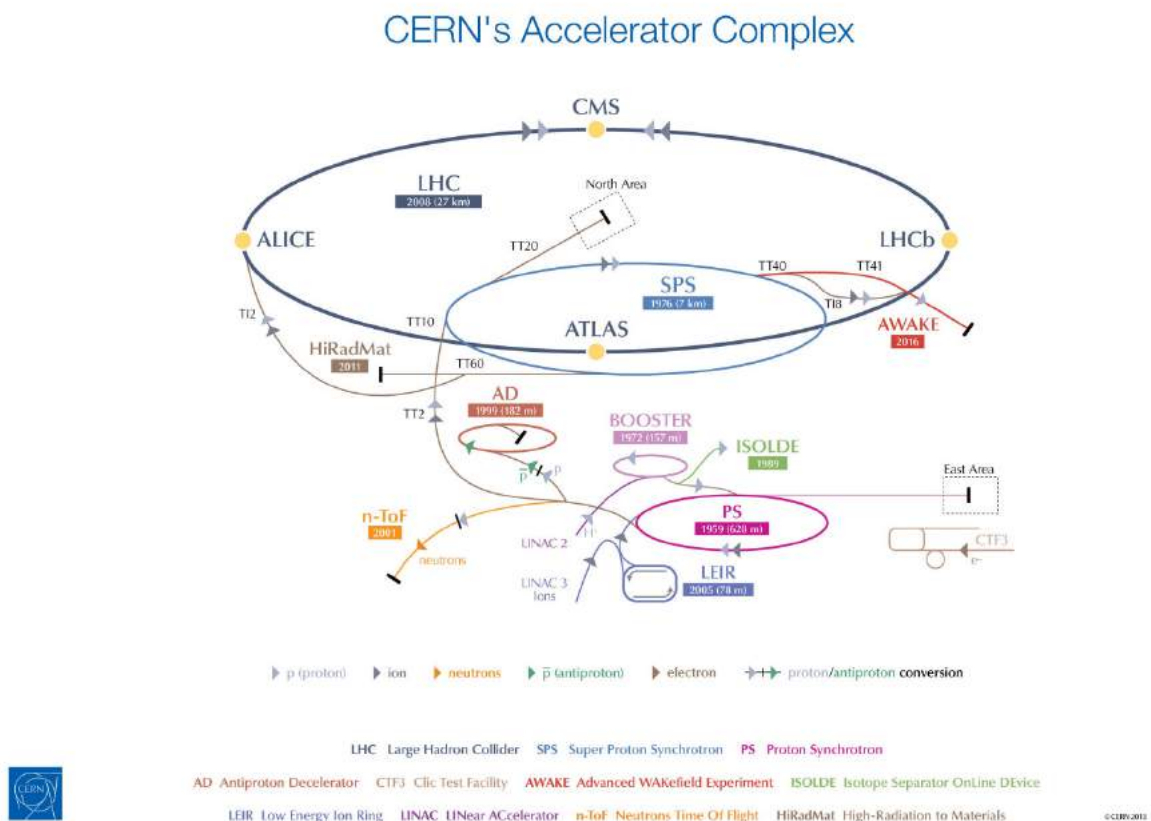 CERN's Accelerator Complex
CMS
LHC
2008 (27 km)
North Area
ALICE
LHCb
TT20
TT40
TT41
SPS
1976 (7 km)
TI2
TI8
TT10
ATLAS
AWAKE
2016
HiRadMat
2011
TT60
AD
1999 (182 m)
TT2
BOOSTER
1972 (157 m)
ISOLDE
1989
p̅
p
East Area
n-ToF
2001
PS
1959 (628 m)
LINAC 2
neutrons
CTF3
e-
LEIR
2005 (78 m)
LINAC 3
Ions
p (proton) ion neutrons p̅ (antiproton) electron proton/antiproton conversion
LHC Large Hadron Collider SPS Super Proton Synchrotron PS Proton Synchrotron
AD Antiproton Decelerator CTF3 Clic Test Facility AWAKE Advanced WAKefield Experiment ISOLDE Isotope Separator OnLine DEvice
LEIR Low Energy Ion Ring LINAC LINear ACcelerator n-ToF Neutrons Time Of Flight HiRadMat High-Radiation to Materials
CERN